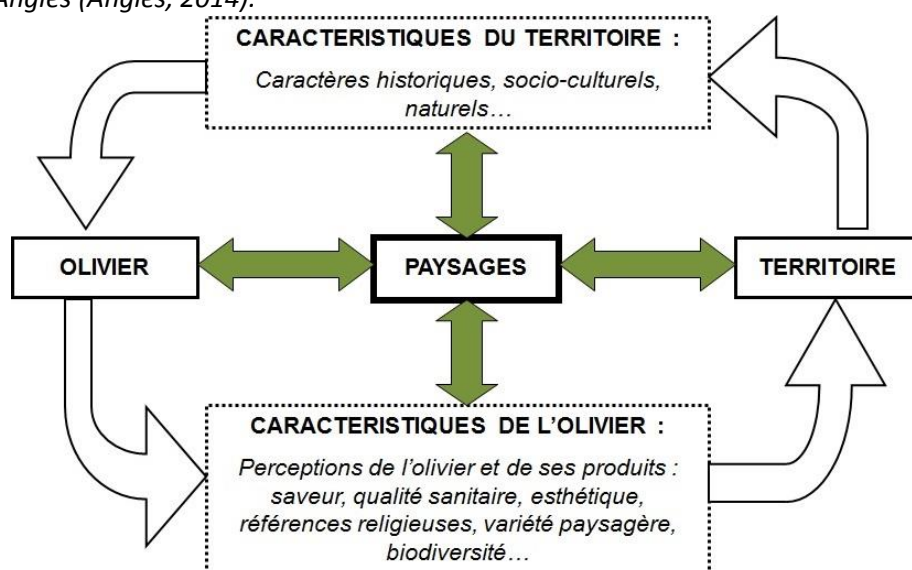 Angles (Angles, 2014).
CARACTERISTIQUES DU TERRITOIRE :
Caractères historiques, socio-culturels,
naturels…
OLIVIER
PAYSAGES
TERRITOIRE
CARACTERISTIQUES DE L’OLIVIER :
Perceptions de l’olivier et de ses produits :
saveur, qualité sanitaire, esthétique,
références religieuses, variété paysagère,
biodiversité…